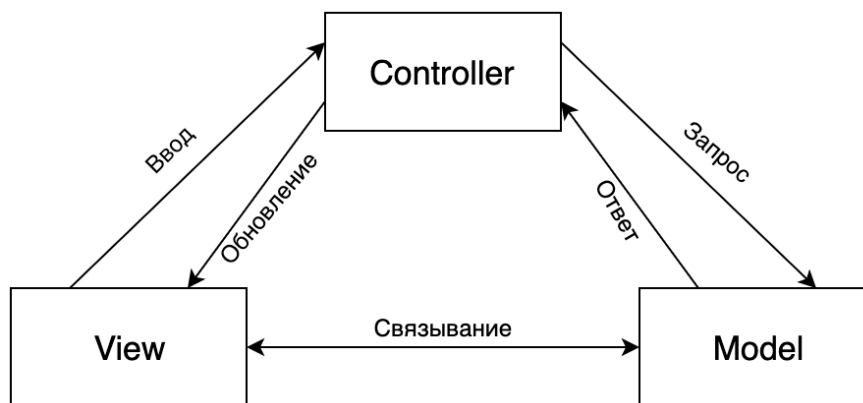 Controller
Ввод
Обновление
Запрос
Ответ
View
Связывание
Model